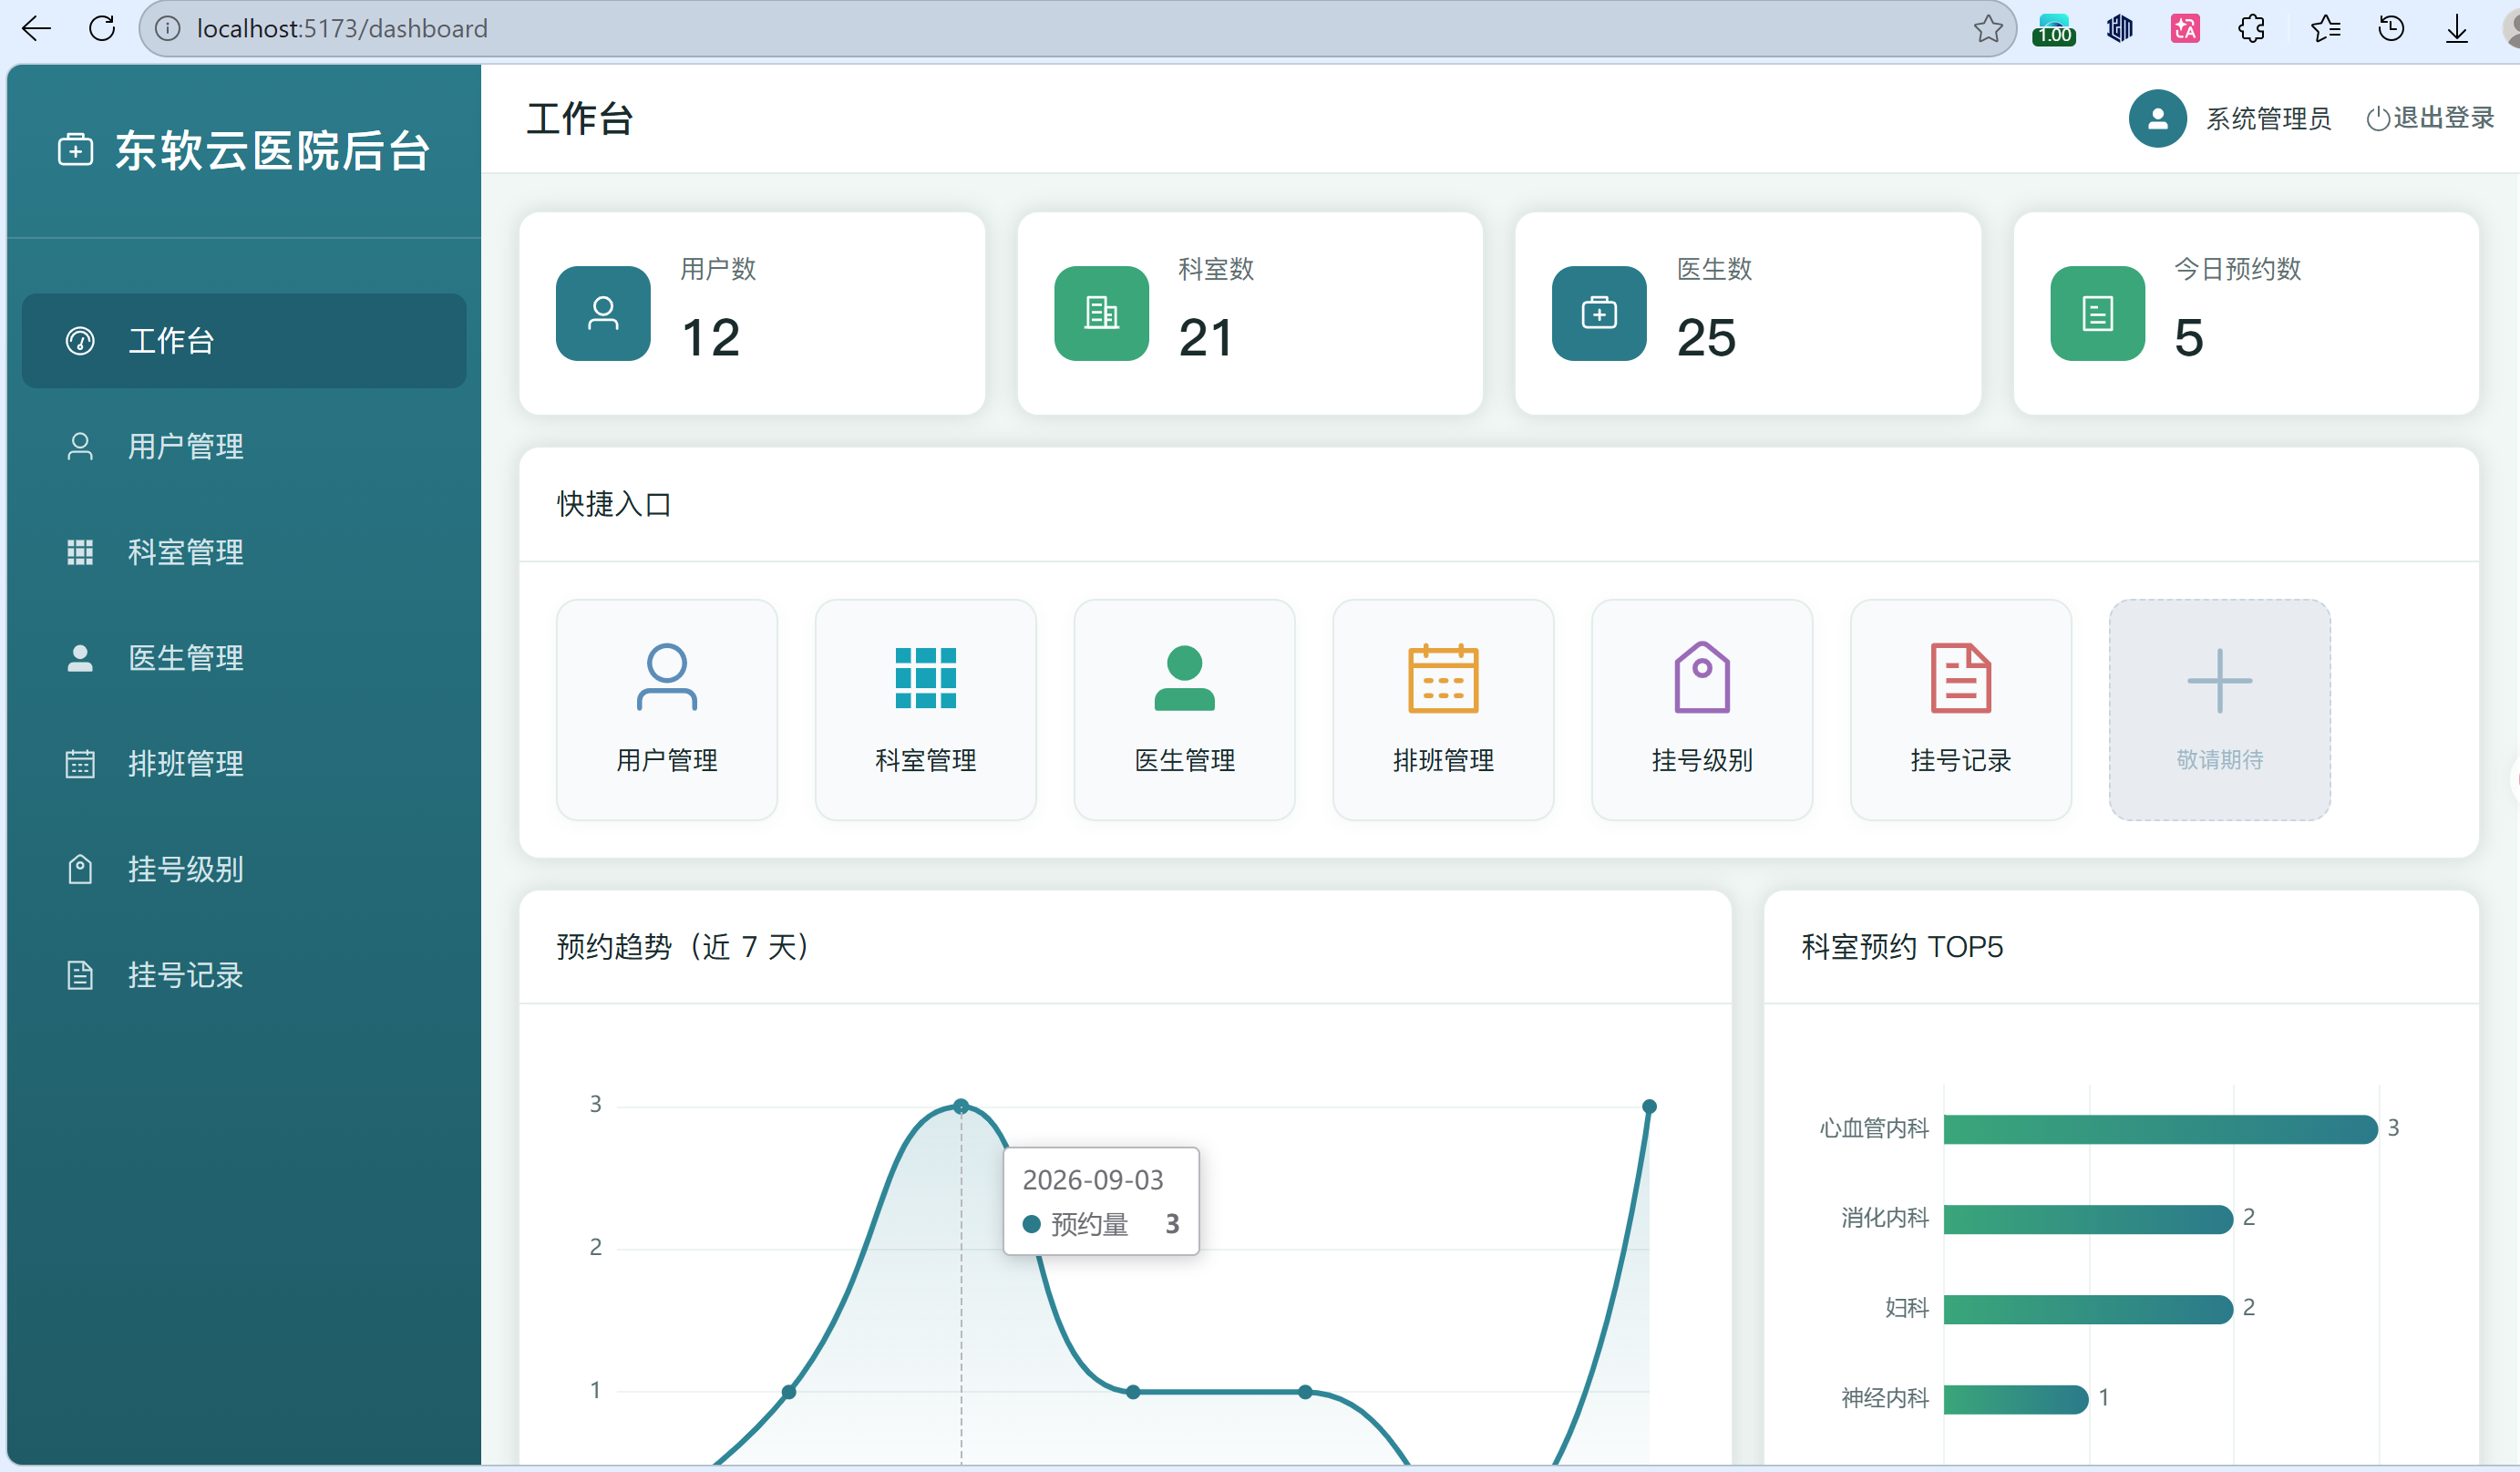 localhost:5173/dashboard
1.00
东软云医院后台
工作台
用户管理
科室管理
医生管理
排班管理
挂号级别
挂号记录
工作台
系统管理员
退出登录
用户数
12
科室数
21
医生数
25
今日预约数
5
快捷入口
用户管理
科室管理
医生管理
排班管理
挂号级别
挂号记录
敬请期待
预约趋势（近 7 天）
3
2
1
2026-09-03
预约量 3
科室预约 TOP5
心血管内科 3
消化内科 2
妇科 2
神经内科 1